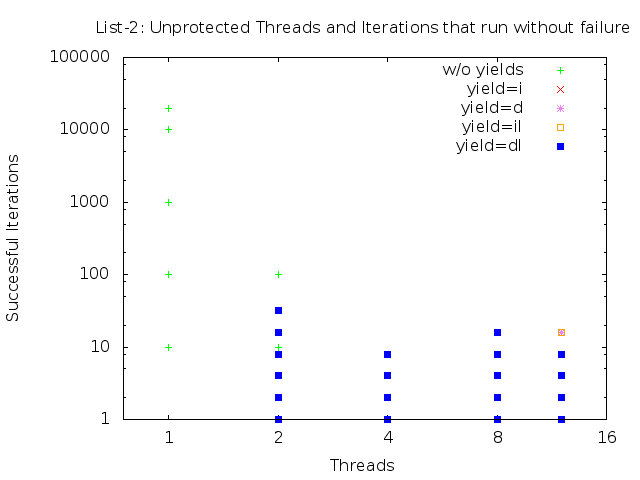 List-2: Unprotected Threads and Iterations that run without failure
Successful Iterations
100000
10000
1000
100
10
1
w/o yields
yield=i
yield=d
yield=il
yield=dl
1 2 4 8 16
Threads